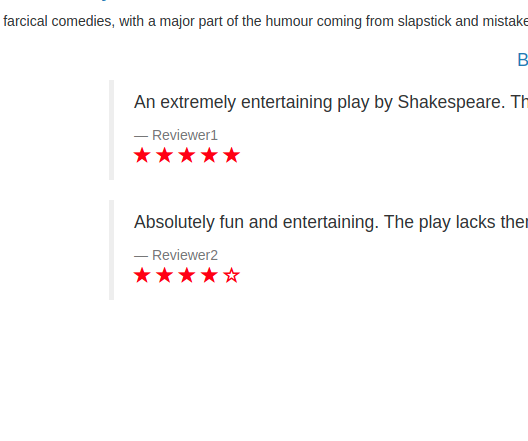 farcical comedies, with a major part of the humour coming from slapstick and mistake
B
An extremely entertaining play by Shakespeare. Th
— Reviewer1
★★★★★
Absolutely fun and entertaining. The play lacks
— Reviewer2
★★★★☆